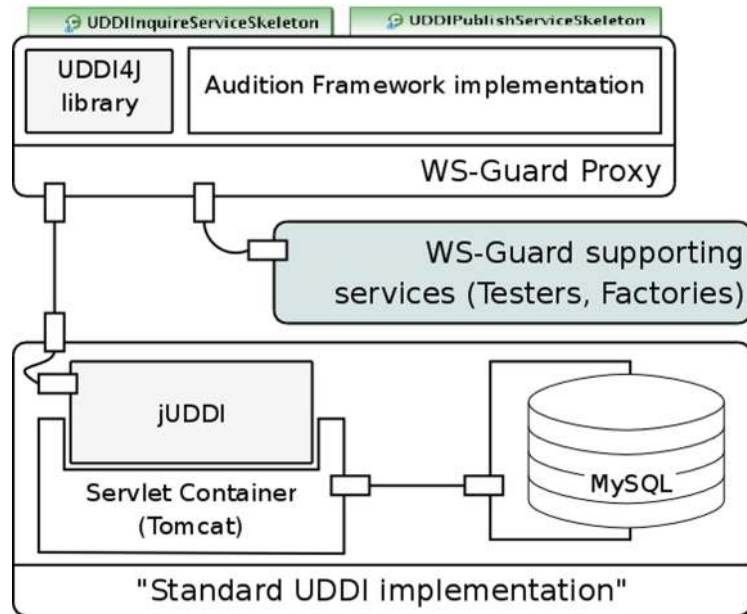 UDDIInquireServiceSkeleton
UDDIPublishServiceSkeleton
UDDI4J
library
Audition Framework implementation
WS-Guard Proxy
WS-Guard supporting
services (Testers, Factories)
jUDDI
Servlet Container
(Tomcat)
MySQL
"Standard UDDI implementation"